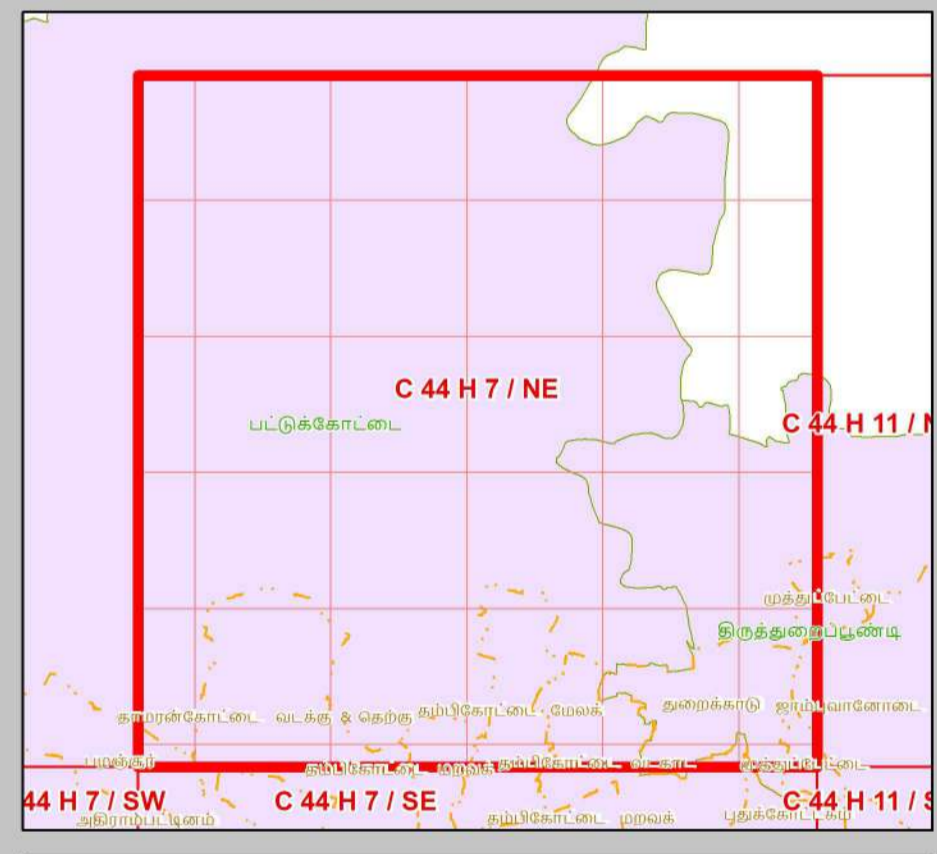 C 44 H 7 / NE
பட்டுக்கோட்டை
C 44 H 11 / N
முத்துப்பேட்டை
திருத்துறைப்பூண்டி
தாமரன்கோட்டை வடக்கு & தெற்கு
தம்பிகோட்டை மேலக்
துறைக்காடு
ஜாம்பவானோடை
பழஞ்சூர்
தம்பிகோட்டை மறவக்
தம்பிகோட்டை வடகாட
முத்துப்பேட்டை
44 H 7 / SW
C 44 H 7 / SE
C 44 H 11 / S
அதிராம்பட்டினம்
தம்பிகோட்டை மறவக்